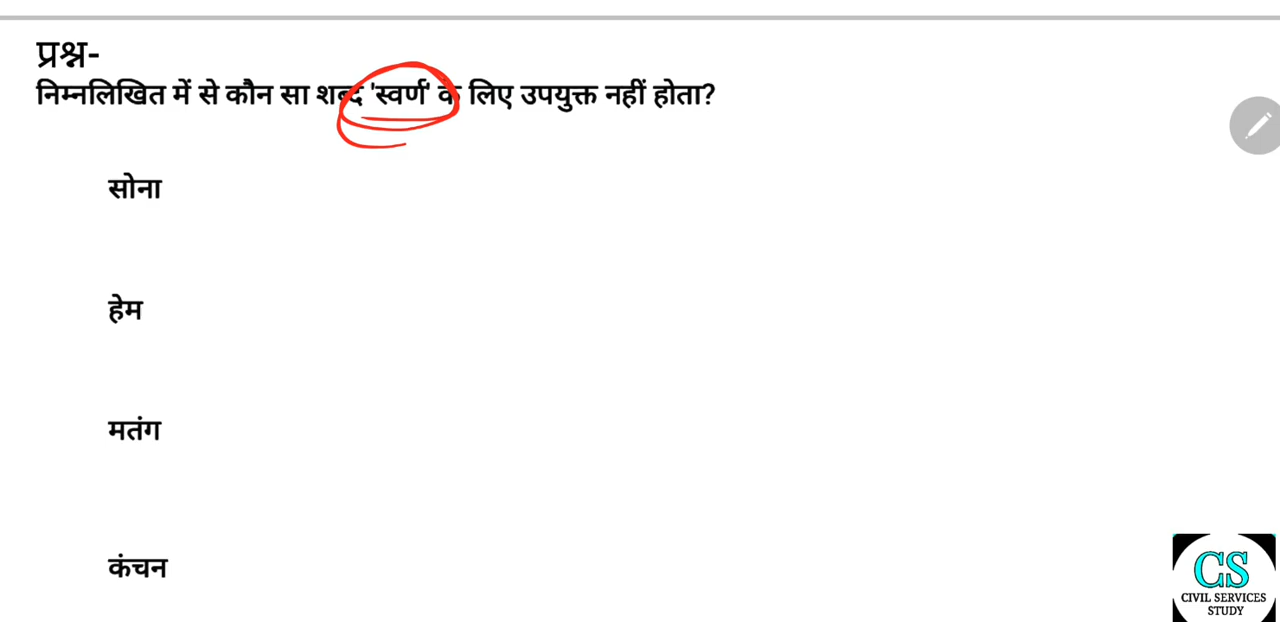 प्रश्न-
निम्नलिखित में से कौन सा शब्द 'स्वर्ण' के लिए उपयुक्त नहीं होता?
सोना
हेम
मतंग
कंचन
CS
CIVIL SERVICES
STUDY